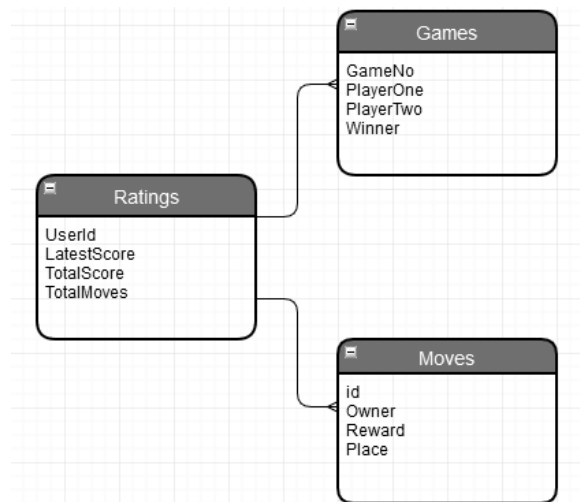 Games
GameNo
PlayerOne
PlayerTwo
Winner
Ratings
UserId
LatestScore
TotalScore
TotalMoves
Moves
id
Owner
Reward
Place